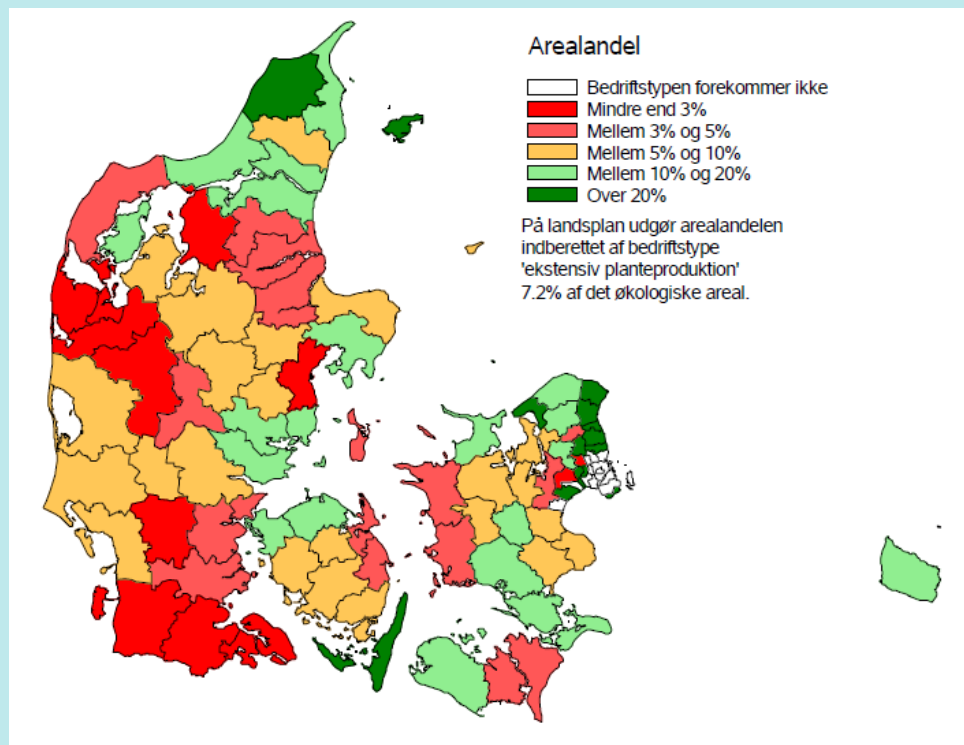 Arealandel
Bedriftstypen forekommer ikke
Mindre end 3%
Mellem 3% og 5%
Mellem 5% og 10%
Mellem 10% og 20%
Over 20%
På landsplan udgør arealandelen
indberettet af bedriftstype
'ekstensiv planteproduktion'
7.2% af det økologiske areal.